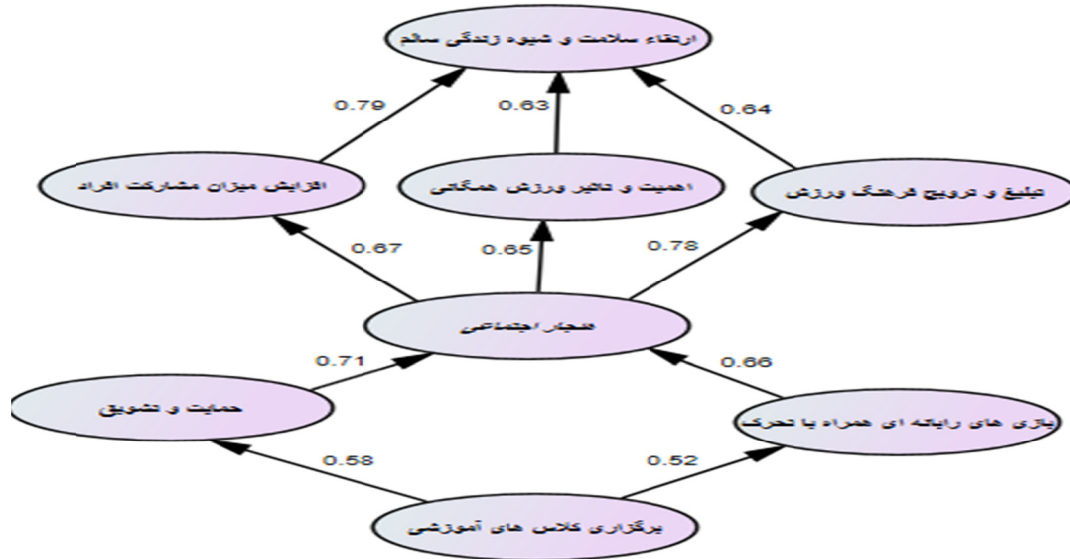 ارتقاء سلامت و شیوه زندگی سالم
0.79
0.63
0.64
افزایش میزان مشارکت افراد
اهمیت و تاثیر ورزش همگانی
تبلیغ و ترویج فرهنگ ورزش
0.67
0.65
0.78
هنجار اجتماعی
0.71
0.66
حمایت و تشویق
بازی های رایانه ای همراه با تحرک
0.58
0.52
برگزاری کلاس های آموزشی